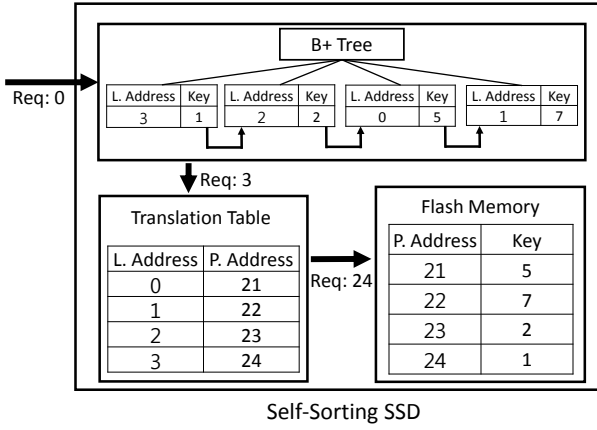 B+ Tree
Req: 0
L. Address Key L. Address Key L. Address Key L. Address Key
3 1 2 2 0 5 1 7
Req: 3
Translation Table
L. Address P. Address
0 21
1 22
2 23
3 24
Req: 24
Flash Memory
P. Address Key
21 5
22 7
23 2
24 1
Self-Sorting SSD